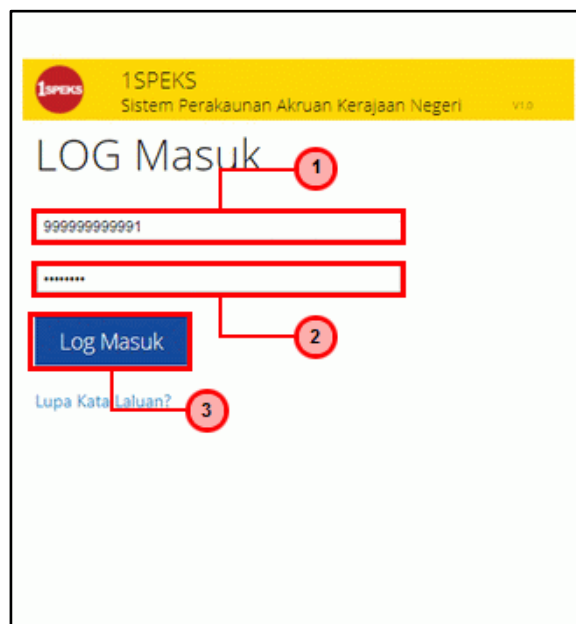 1SPEKS
1SPEKS
Sistem Perakaunan Akruan Kerajaan Negeri V1.0
LOG Masuk
1
999999999991
••••••••
2
Log Masuk
Lupa Kata Laluan?
3